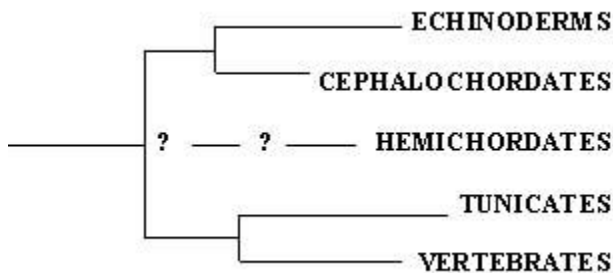 ECHINODERMS
CEPHALOCHORDATES
? ? HEMICHORDATES
TUNICATES
VERTEBRATES